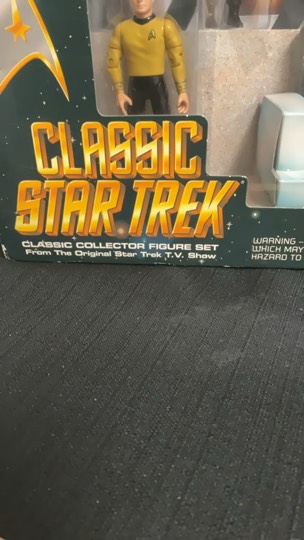 CLASSIC
STAR TREK
CLASSIC COLLECTOR FIGURE SET
From The Original Star Trek T.V. Show
WARNING –
WHICH MAY
HAZARD TO